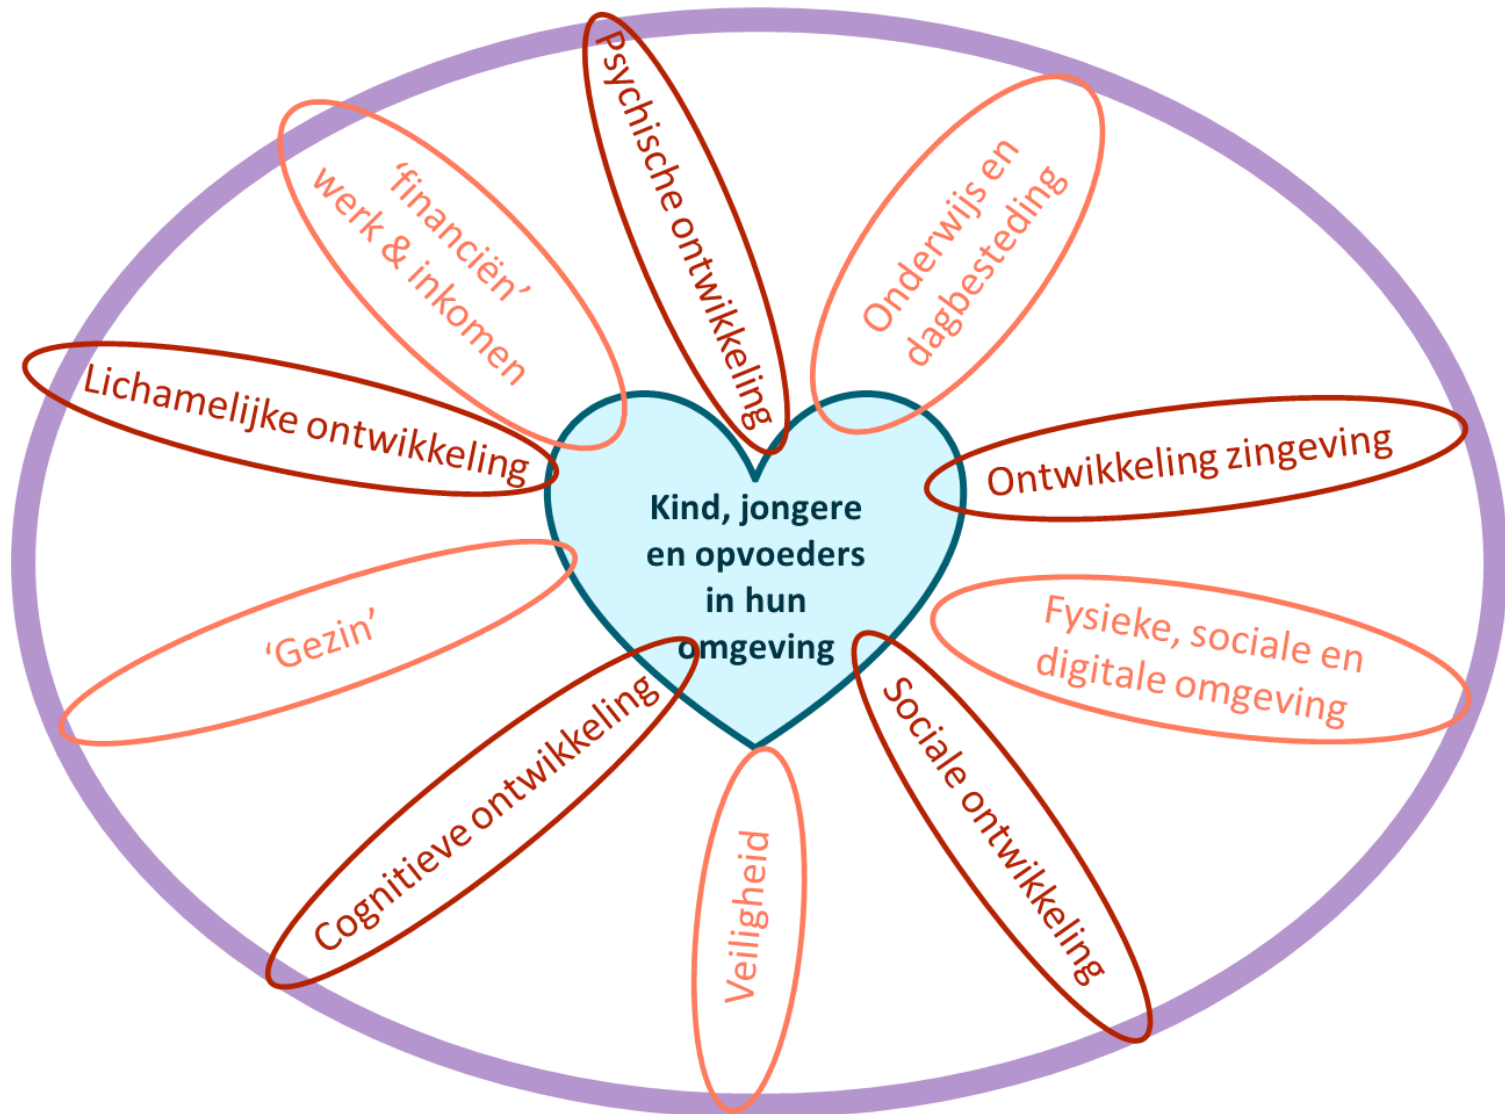 Psychische ontwikkeling
Onderwijs en
dagbesteding
Ontwikkeling zingeving
Fysieke, sociale en
digitale omgeving
Sociale ontwikkeling
Veiligheid
Cognitieve ontwikkeling
‘Gezin’
Lichamelijke ontwikkeling
‘financiën’
werk & inkomen
Kind, jongere
en opvoeders
in hun
omgeving